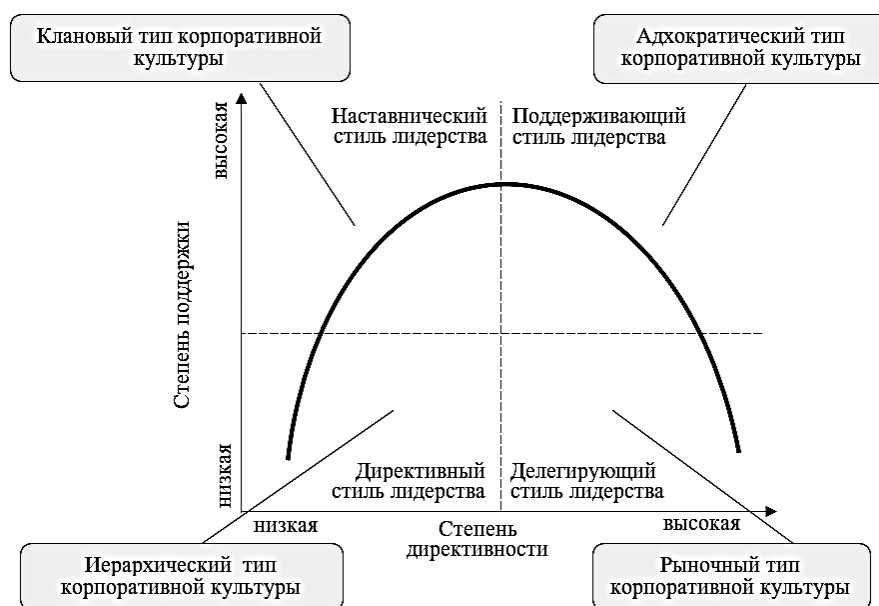 Клановый тип корпоративной
культуры
Адхократический тип
корпоративной культуры
Наставнический
стиль лидерства
Поддерживающий
стиль лидерства
высокая
Степень поддержки
низкая
Директивный
стиль лидерства
Делегирующий
стиль лидерства
низкая
Степень
директивности
высокая
Иерархический тип
корпоративной культуры
Рыночный тип
корпоративной культуры